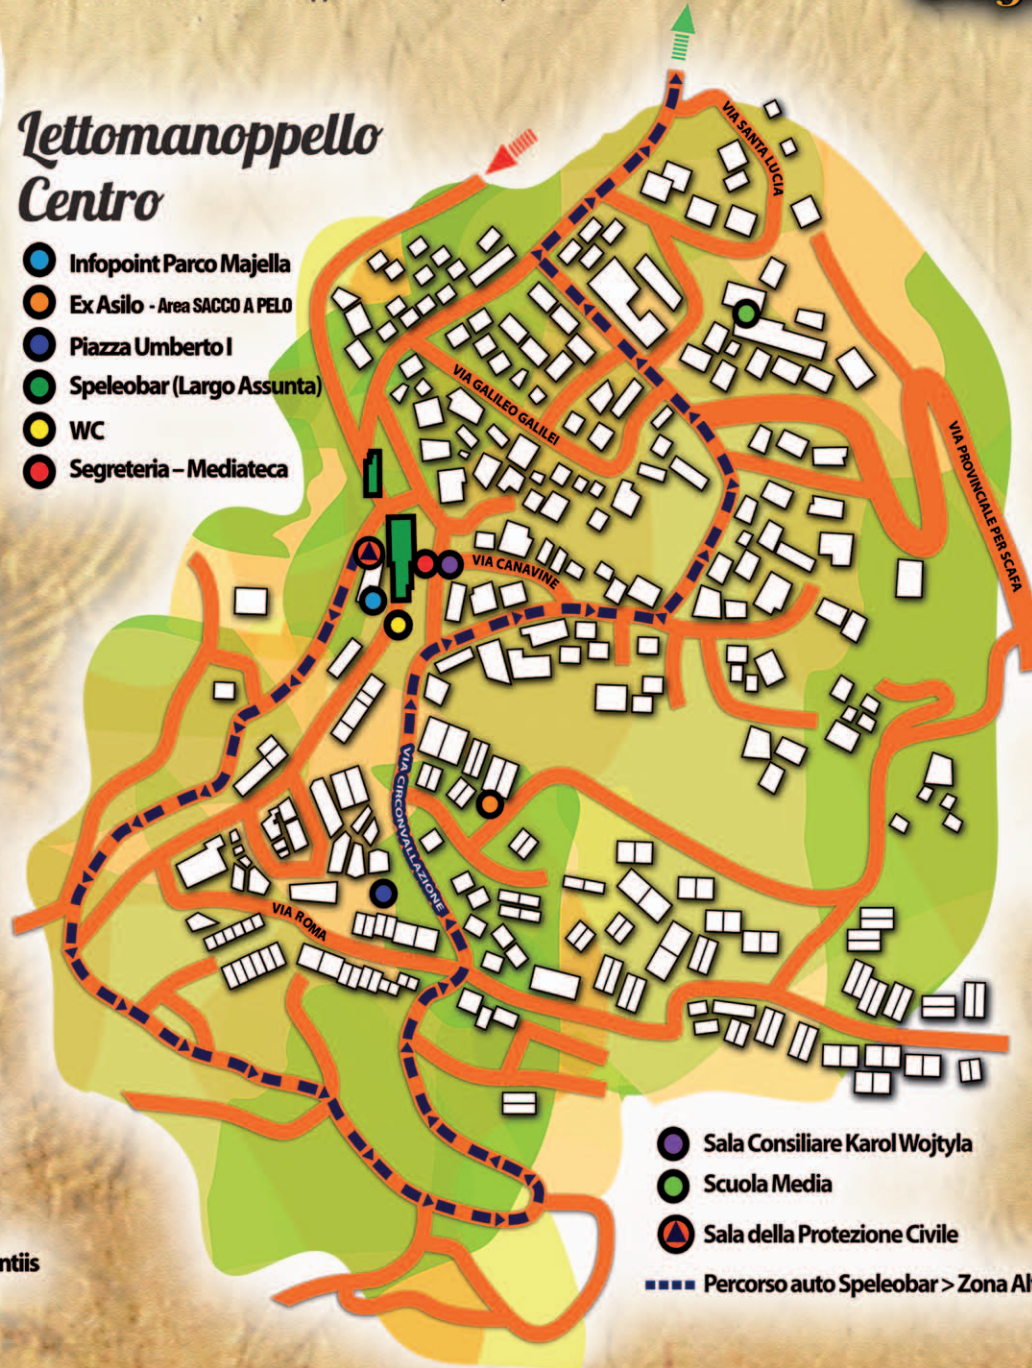 Lettomanoppello
Centro
Infopoint Parco Majella
Ex Asilo - Area SACCO A PELO
Piazza Umberto I
Speleobar (Largo Assunta)
WC
Segreteria – Mediateca
VIA SANTA LUCIA
VIA GALILEO GALILEI
VIA PROVINCIALE PER SCAFA
VIA CANAVINE
VIA CIRCONVALLAZIONE
VIA ROMA
Sala Consiliare Karol Wojtyla
Scuola Media
Sala della Protezione Civile
Percorso auto Speleobar > Zona
ntiis